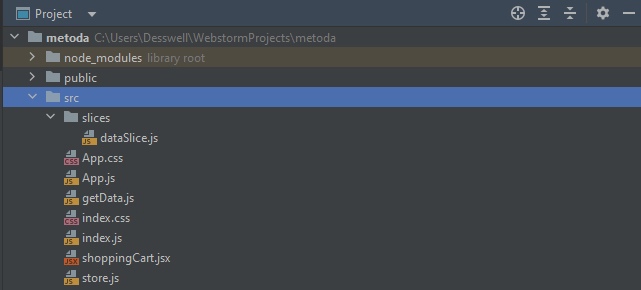 Project
metoda C:\Users\Desswell\WebstormProjects\metoda
node_modules library root
public
src
slices
JS dataSlice.js
CSS App.css
JS App.js
JS getData.js
CSS index.css
JS index.js
JSX shoppingCart.jsx
JS store.js